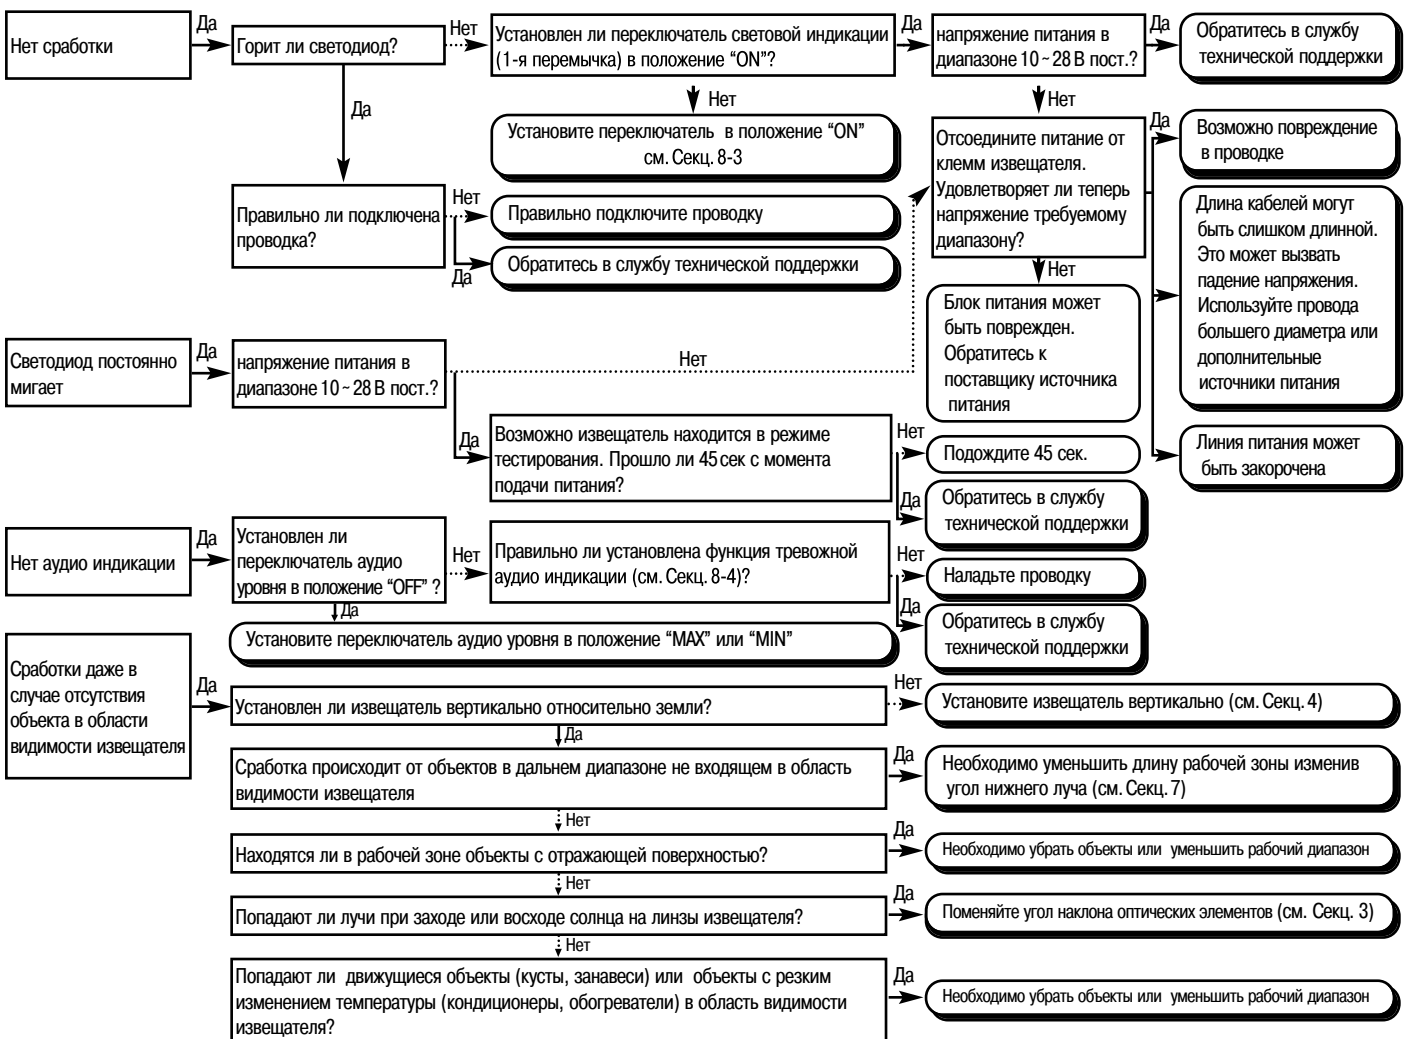 Нет сработки
Да
Горит ли светодиод?
Нет
Установлен ли переключатель световой индикации
(1-я перемычка) в положение “ON”?
Да
напряжение питания в
диапазоне 10 ~ 28 В пост.?
Да
Обратитесь в службу
технической поддержки
Да
Нет
Установите переключатель в положение “ON”
см. Секц. 8-3
Нет
Отсоедините питание от
клемм извещателя.
Удовлетворяет ли теперь
напряжение требуемому
диапазону?
Да
Возможно повреждение
в проводке
Длина кабелей могут
быть слишком длинной.
Это может вызвать
падение напряжения.
Используйте провода
большего диаметра или
дополнительные
источники питания
Линия питания может
быть закорочена
Нет
Блок питания может
быть поврежден.
Обратитесь к
поставщику источника
питания
Правильно ли подключена
проводка?
Нет
Правильно подключите проводку
Да
Обратитесь в службу технической поддержки
Светодиод постоянно
мигает
Да
напряжение питания в
диапазоне 10 ~ 28 В пост.?
Нет
Да
Возможно извещатель находится в режиме
тестирования. Прошло ли 45 сек с момента
подачи питания?
Нет
Подождите 45 сек.
Да
Обратитесь в службу
технической поддержки
Нет аудио индикации
Да
Установлен ли
переключатель аудио
уровня в положение “OFF” ?
Нет
Правильно ли установлена функция тревожной
аудио индикации (см. Секц. 8-4)?
Нет
Наладьте проводку
Да
Обратитесь в службу
технической поддержки
Да
Установите переключатель аудио уровня в положение “MAX” или “MIN”
Сработки даже в
случае отсутствия
объекта в области
видимости извещателя
Да
Установлен ли извещатель вертикально относительно земли?
Нет
Установите извещатель вертикально (см. Секц. 4)
Да
Сработка происходит от объектов в дальнем диапазоне не входящем в область
видимости извещателя
Да
Необходимо уменьшить длину рабочей зоны изменив
угол нижнего луча (см. Секц. 7)
Нет
Находятся ли в рабочей зоне объекты с отражающей поверхностью?
Да
Необходимо убрать объекты или уменьшить рабочий диапазон
Нет
Попадают ли лучи при заходе или восходе солнца на линзы извещателя?
Да
Поменяйте угол наклона оптических элементов (см. Секц. 3)
Нет
Попадают ли движущиеся объекты (кусты, занавеси) или объекты с резким
изменением температуры (кондиционеры, обогреватели) в область видимости
извещателя?
Да
Необходимо убрать объекты или уменьшить рабочий диапазон